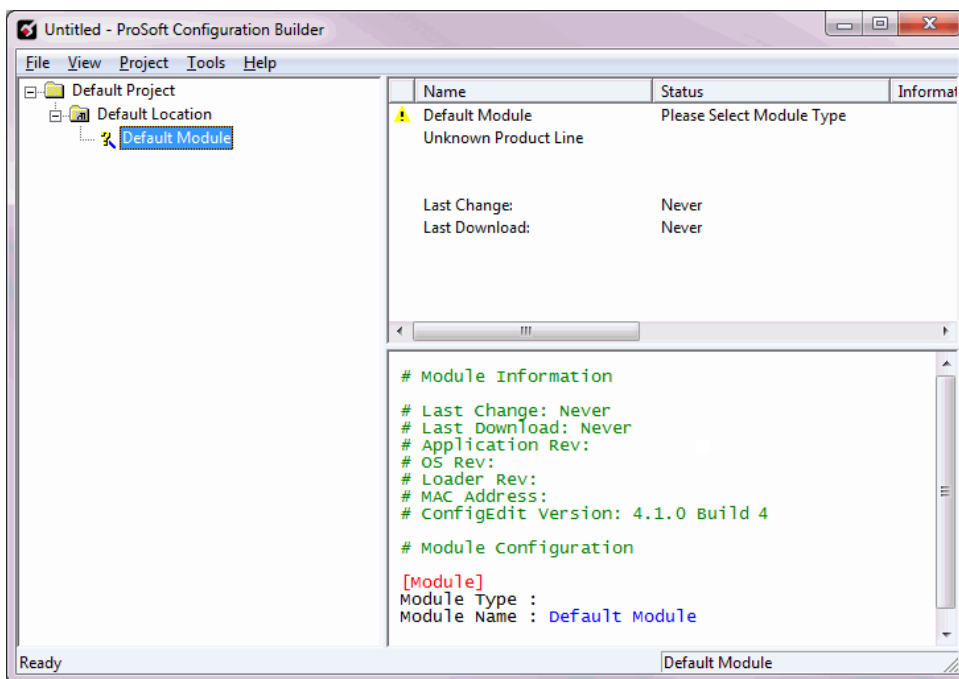 Untitled - ProSoft Configuration Builder
File View Project Tools Help
Default Project
Default Location
Default Module
Name Status Informat
Default Module Please Select Module Type
Unknown Product Line
Last Change: Never
Last Download: Never
# Module Information
# Last Change: Never
# Last Download: Never
# Application Rev:
# OS Rev:
# Loader Rev:
# MAC Address:
# ConfigEdit Version: 4.1.0 Build 4
# Module Configuration
[Module]
Module Type :
Module Name : Default Module
Ready Default Module